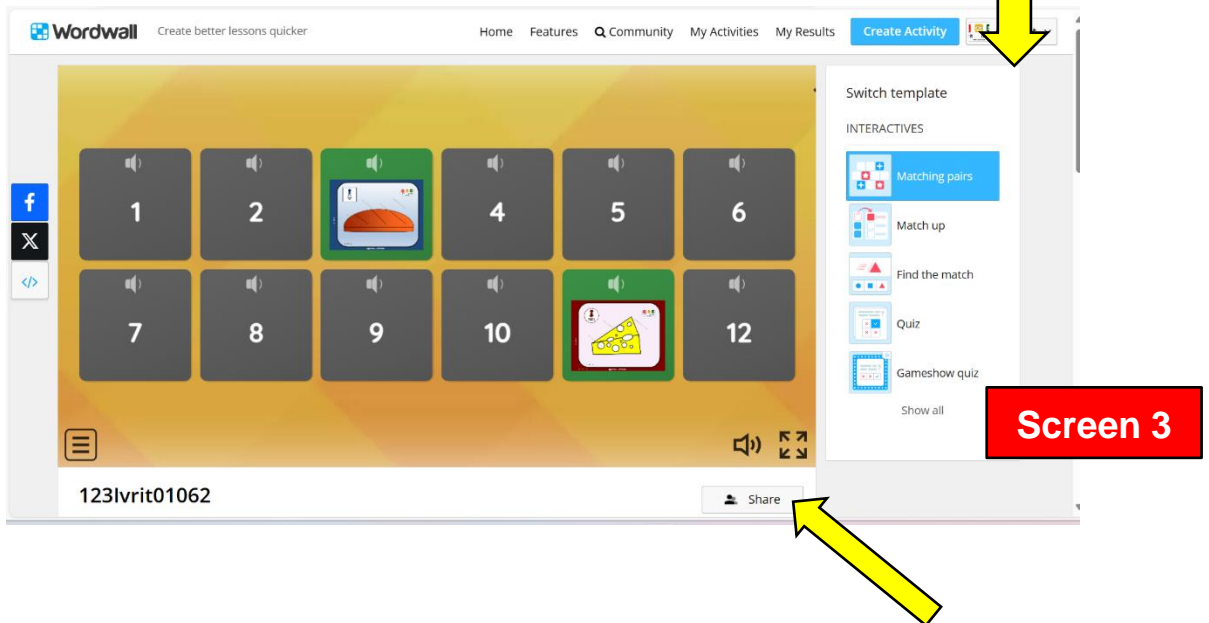 Wordwall Create better lessons quicker Home Features Community My Activities My Results Create Activity
Switch template
INTERACTIVES
Matching pairs
Match up
Find the match
Quiz
Gameshow quiz
Show all
1 2 4 5 6
7 8 9 10 12
Screen 3
123Ivrit01062
Share